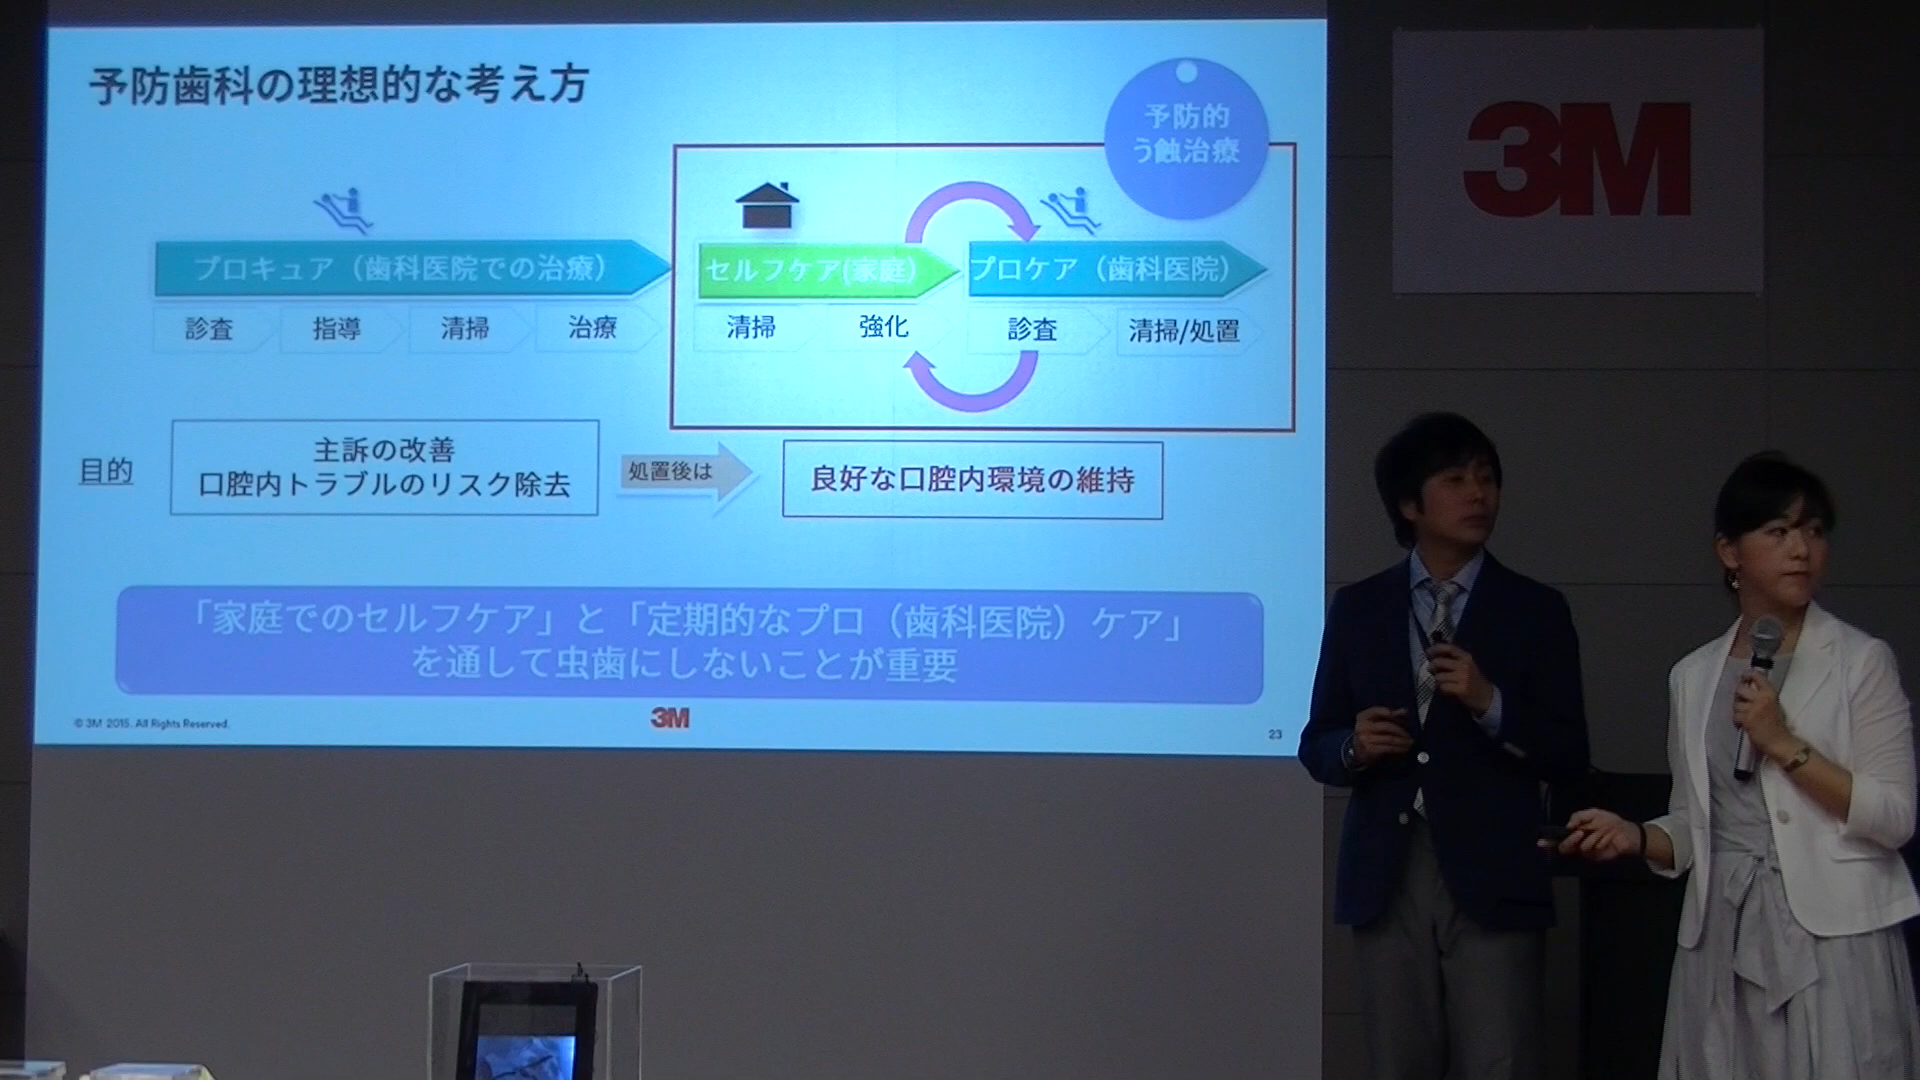 予防歯科の理想的な考え方
予防的
う蝕治療
3M
プロキュア（歯科医院での治療）
セルフケア(家庭)
プロケア（歯科医院）
診査
指導
清掃
治療
清掃
強化
診査
清掃/処置
目的
主訴の改善
口腔内トラブルのリスク除去
処置後は
良好な口腔内環境の維持
「家庭でのセルフケア」と「定期的なプロ（歯科医院）ケア」
を通して虫歯にしないことが重要
© 3M 2015. All Rights Reserved.
3M
23